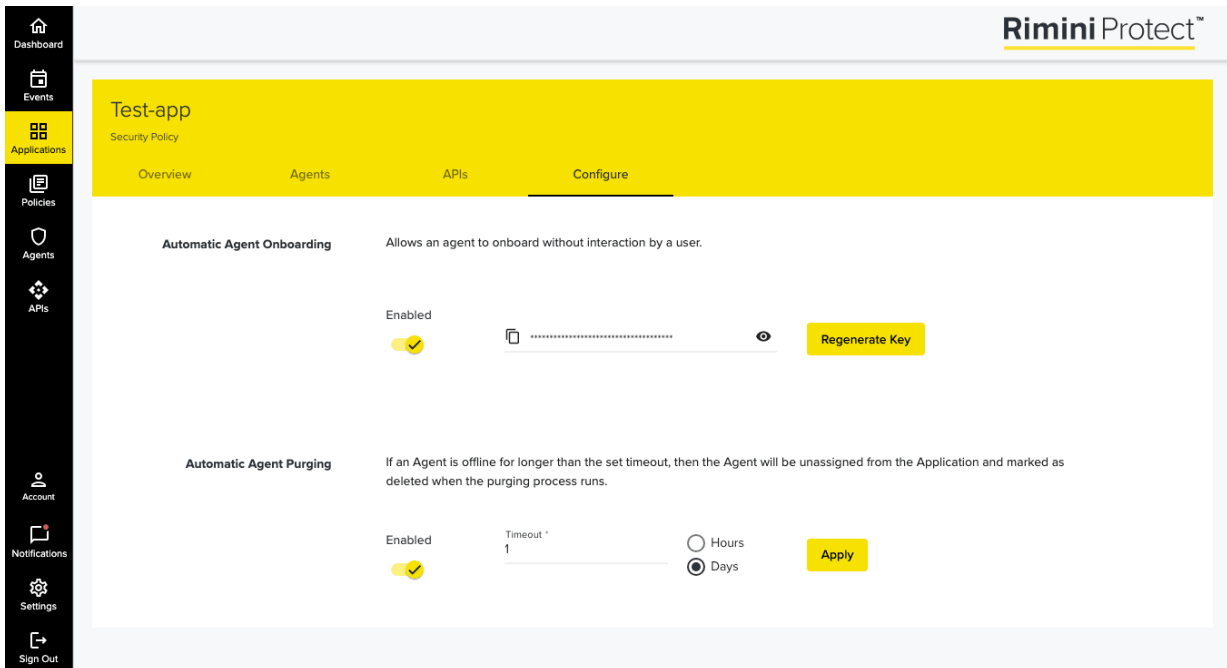 Dashboard
Events
Applications
Policies
Agents
APIs
Account
Notifications
Settings
Sign Out
Rimini Protect™
Test-app
Security Policy
Overview Agents APIs Configure
Automatic Agent Onboarding
Allows an agent to onboard without interaction by a user.
Enabled
*************************************
Regenerate Key
Automatic Agent Purging
If an Agent is offline for longer than the set timeout, then the Agent will be unassigned from the Application and marked as
deleted when the purging process runs.
Enabled
Timeout *
1
Hours
Days
Apply